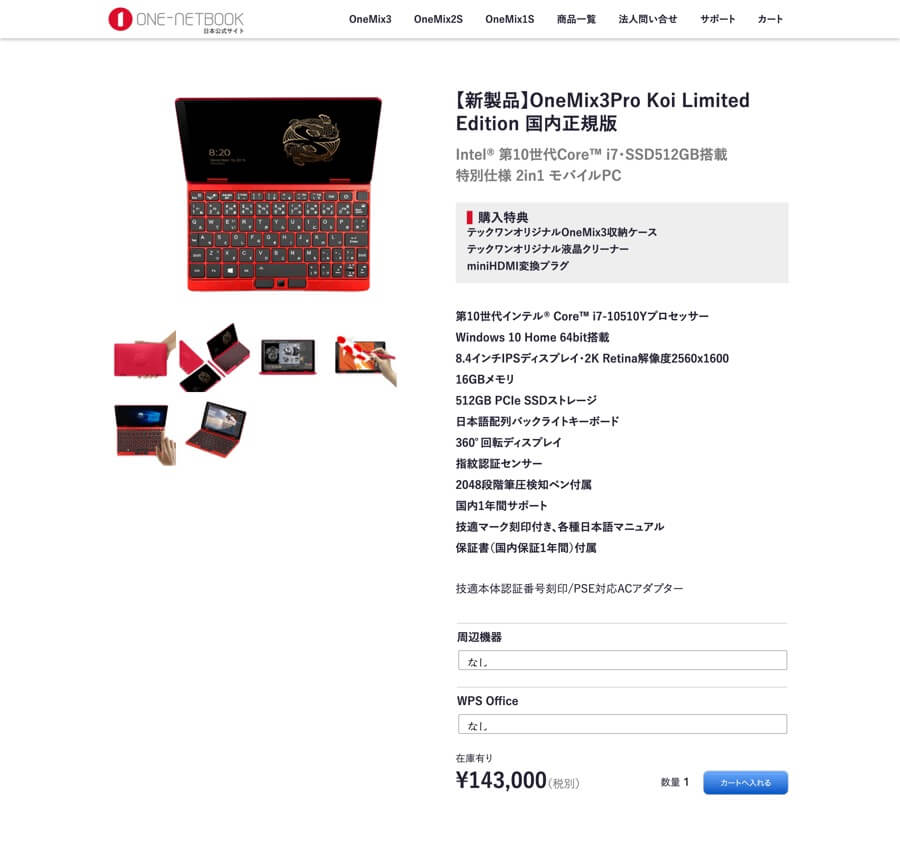 ONE-NETBOOK
日本公式サイト
OneMix3 OneMix2S OneMix1S 商品一覧 法人問い合せ サポート カート
【新製品】OneMix3Pro Koi Limited
Edition 国内正規版
Intel® 第10世代Core™ i7・SSD512GB搭載
特別仕様 2in1 モバイルPC
購入特典
テックワンオリジナルOneMix3収納ケース
テックワンオリジナル液晶クリーナー
miniHDMI変換プラグ
8:20
第10世代インテル® Core™ i7-10510Yプロセッサー
Windows 10 Home 64bit搭載
8.4インチIPSディスプレイ・2K Retina解像度2560x1600
16GBメモリ
512GB PCIe SSDストレージ
日本語配列バックライトキーボード
360°回転ディスプレイ
指紋認証センサー
2048段階筆圧検知ペン付属
国内1年間サポート
技適マーク刻印付き、各種日本語マニュアル
保証書（国内保証1年間）付属
技適本体認証番号刻印/PSE対応ACアダプター
周辺機器
なし
WPS Office
なし
在庫有り
¥143,000（税別）
数量 1
カートへ入れる